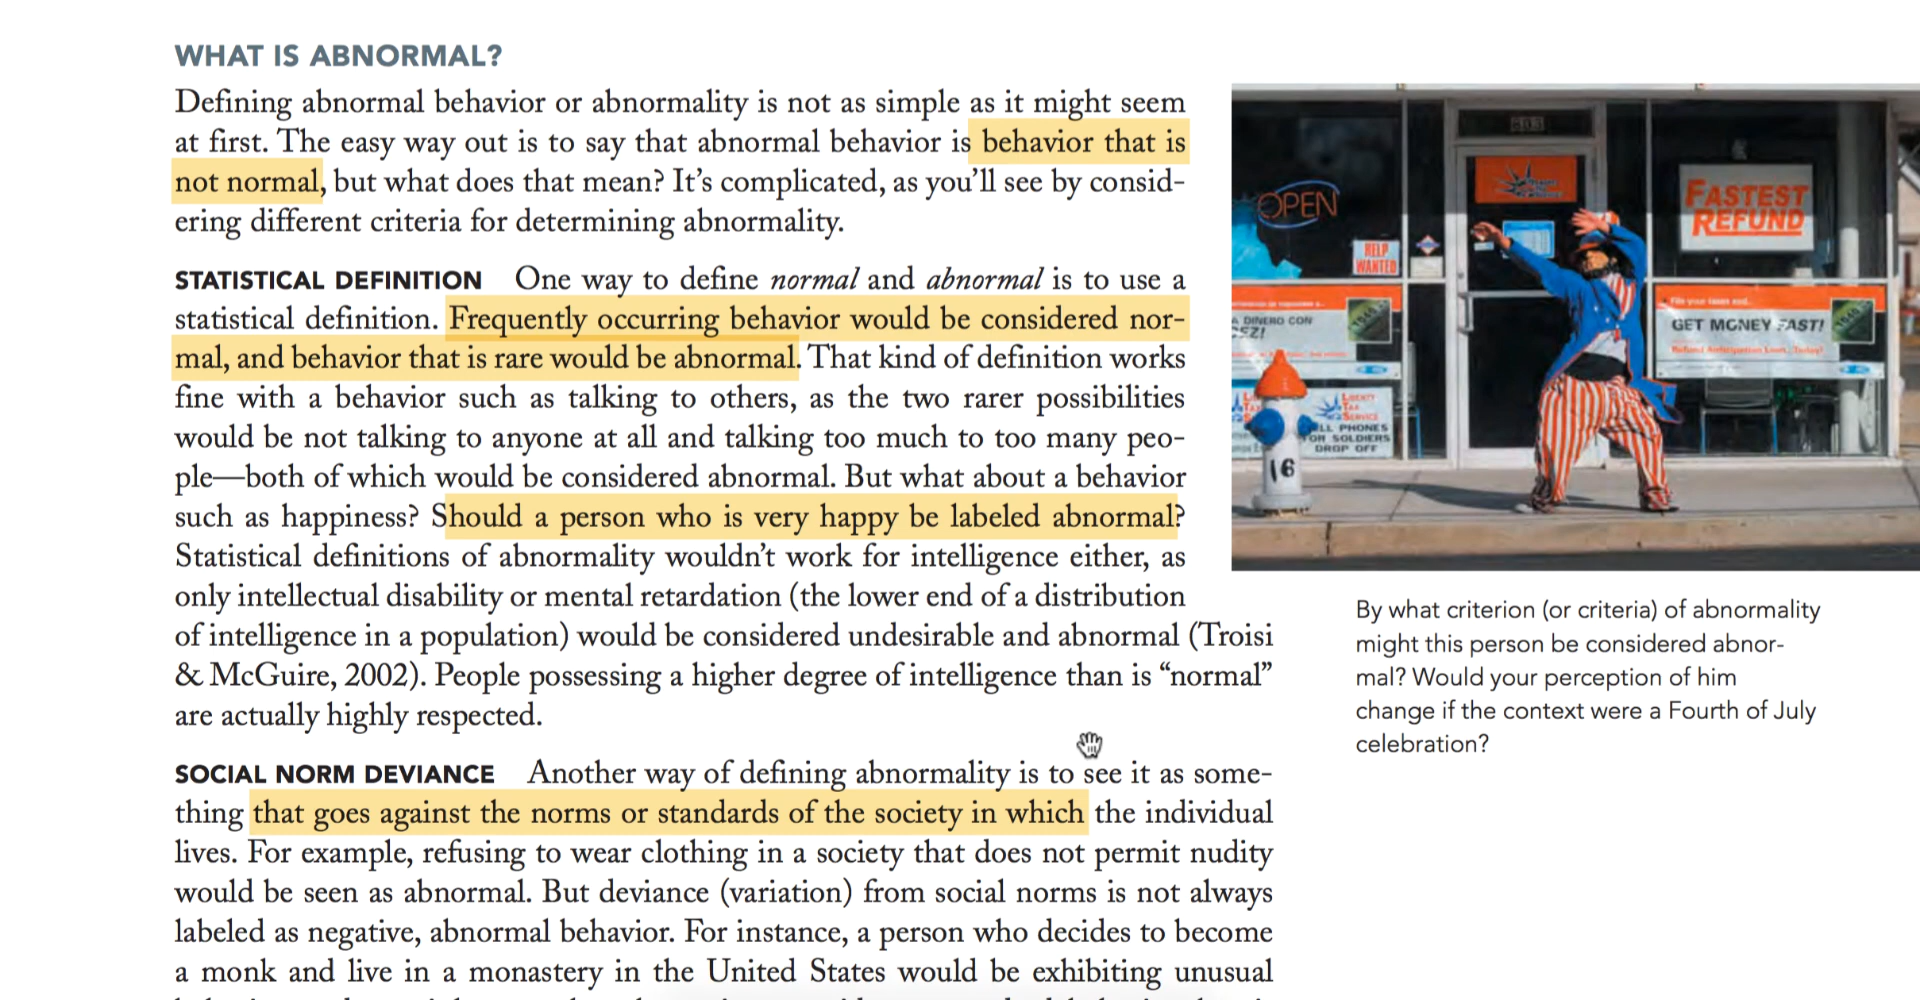 WHAT IS ABNORMAL?
Defining abnormal behavior or abnormality is not as simple as it might seem
at first. The easy way out is to say that abnormal behavior is behavior that is
not normal, but what does that mean? It's complicated, as you'll see by consid-
ering different criteria for determining abnormality.
STATISTICAL DEFINITION One way to define normal and abnormal is to use a
statistical definition. Frequently occurring behavior would be considered nor-
mal, and behavior that is rare would be abnormal. That kind of definition works
fine with a behavior such as talking to others, as the two rarer possibilities
would be not talking to anyone at all and talking too much to too many peo-
ple—both of which would be considered abnormal. But what about a behavior
such as happiness? Should a person who is very happy be labeled abnormal?
Statistical definitions of abnormality wouldn't work for intelligence either, as
only intellectual disability or mental retardation (the lower end of a distribution
of intelligence in a population) would be considered undesirable and abnormal (Troisi
& McGuire, 2002). People possessing a higher degree of intelligence than is “normal”
are actually highly respected.
SOCIAL NORM DEVIANCE Another way of defining abnormality is to see it as some-
thing that goes against the norms or standards of the society in which the individual
lives. For example, refusing to wear clothing in a society that does not permit nudity
would be seen as abnormal. But deviance (variation) from social norms is not always
labeled as negative, abnormal behavior. For instance, a person who decides to become
a monk and live in a monastery in the United States would be exhibiting unusual
803
OPEN
HELP
WANTED
FASTEST
REFUND
DINERO CON
GET MONEY FAST!
LIBERTY
TAX
SERVICE
CELL PHONES
FOR SOLDIERS
DROP OFF
16
By what criterion (or criteria) of abnormality
might this person be considered abnor-
mal? Would your perception of him
change if the context were a Fourth of July
celebration?